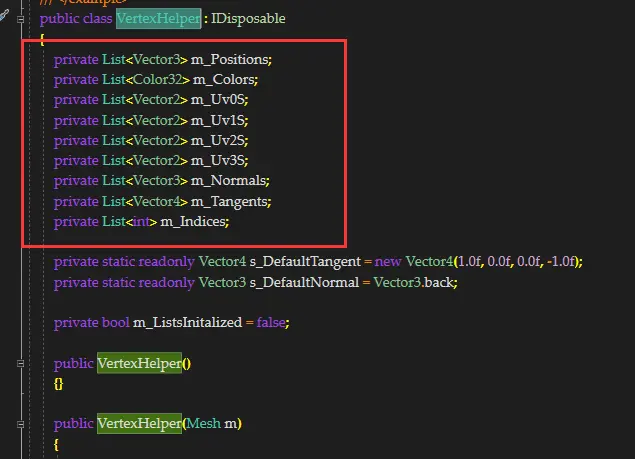 /// </example>
public class VertexHelper : IDisposable
{
private List<Vector3> m_Positions;
private List<Color32> m_Colors;
private List<Vector2> m_Uv0S;
private List<Vector2> m_Uv1S;
private List<Vector2> m_Uv2S;
private List<Vector2> m_Uv3S;
private List<Vector3> m_Normals;
private List<Vector4> m_Tangents;
private List<int> m_Indices;
private static readonly Vector4 s_DefaultTangent = new Vector4(1.0f, 0.0f, 0.0f, -1.0f);
private static readonly Vector3 s_DefaultNormal = Vector3.back;
private bool m_ListsInitalized = false;
public VertexHelper()
{}
public VertexHelper(Mesh m)
{